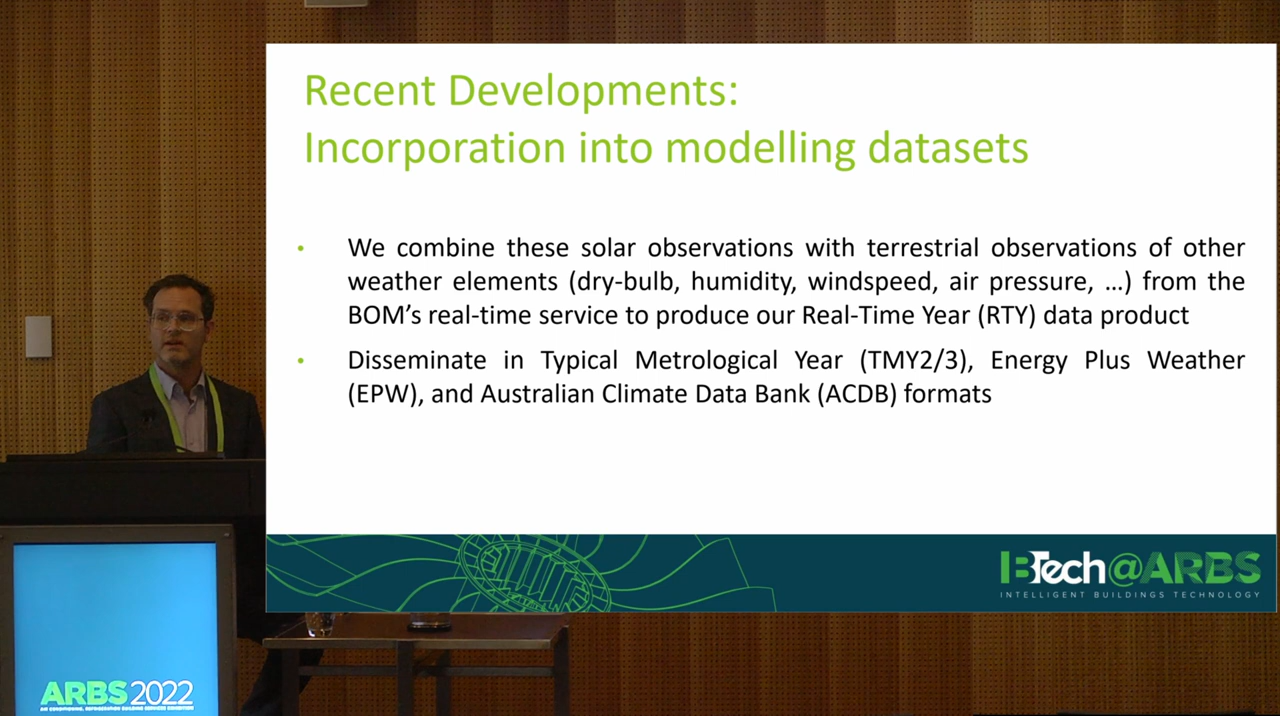 Recent Developments:
Incorporation into modelling datasets
• We combine these solar observations with terrestrial observations of other
weather elements (dry-bulb, humidity, windspeed, air pressure, …) from the
BOM's real-time service to produce our Real-Time Year (RTY) data product
• Disseminate in Typical Metrological Year (TMY2/3), Energy Plus Weather
(EPW), and Australian Climate Data Bank (ACDB) formats
IBTech@ARBS
INTELLIGENT BUILDINGS TECHNOLOGY
ARBS2022
AIR CONDITIONING, REFRIGERATION BUILDING SERVICES EXHIBITION